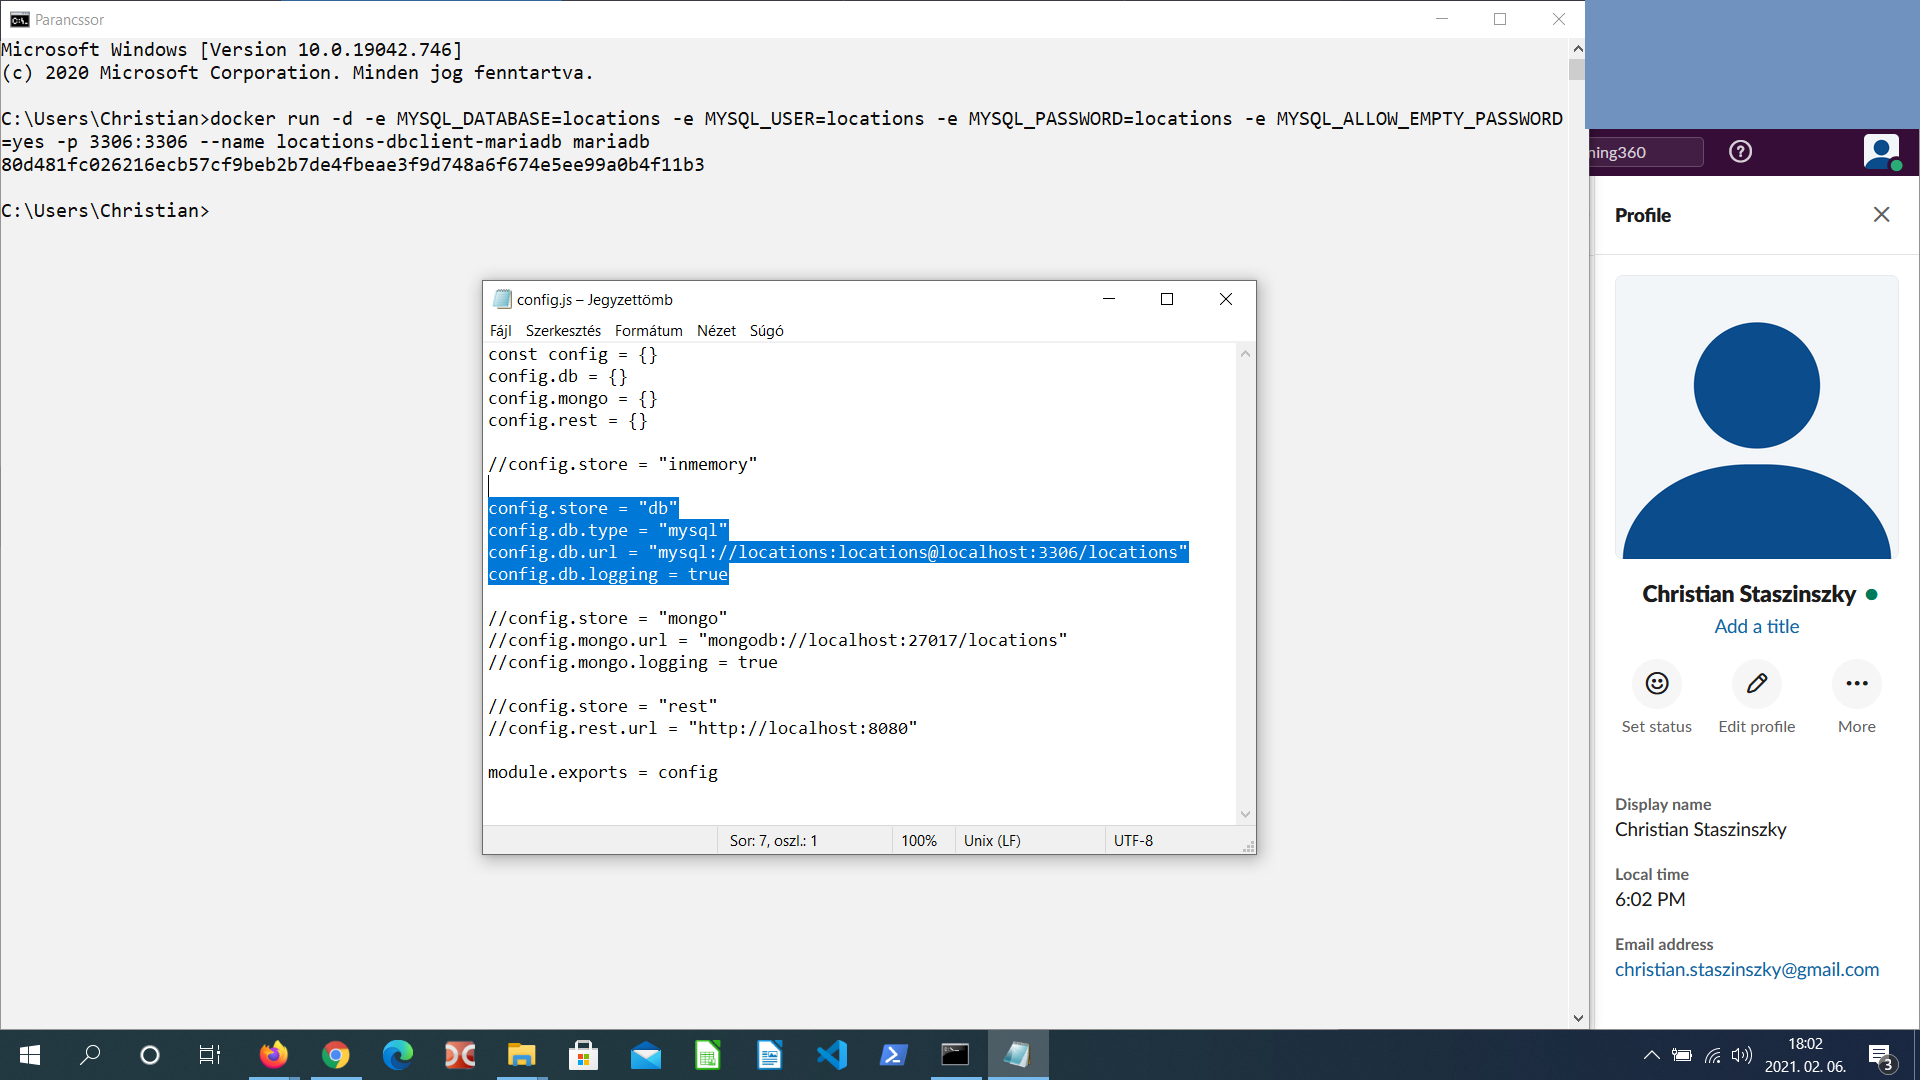 Parancssor
Microsoft Windows [Version 10.0.19042.746]
(c) 2020 Microsoft Corporation. Minden jog fenntartva.
C:\Users\Christian>docker run -d -e MYSQL_DATABASE=locations -e MYSQL_USER=locations -e MYSQL_PASSWORD=locations -e MYSQL_ALLOW_EMPTY_PASSWORD
=yes -p 3306:3306 --name locations-dbclient-mariadb mariadb
80d481fc026216ecb57cf9beb2b7de4fbeae3f9d748a6f674e5ee99a0b4f11b3
C:\Users\Christian>
config.js – Jegyzettömb
Fájl Szerkesztés Formátum Nézet Súgó
const config = {}
config.db = {}
config.mongo = {}
config.rest = {}
//config.store = "inmemory"
config.store = "db"
config.db.type = "mysql"
config.db.url = "mysql://locations:locations@localhost:3306/locations"
config.db.logging = true
//config.store = "mongo"
//config.mongo.url = "mongodb://localhost:27017/locations"
//config.mongo.logging = true
//config.store = "rest"
//config.rest.url = "http://localhost:8080"
module.exports = config
Sor: 7, oszl.: 1 100% Unix (LF) UTF-8
ning360
Profile
Christian Staszinszky
Add a title
Set status Edit profile More
Display name
Christian Staszinszky
Local time
6:02 PM
Email address
christian.staszinszky@gmail.com
18:02
2021. 02. 06.
3